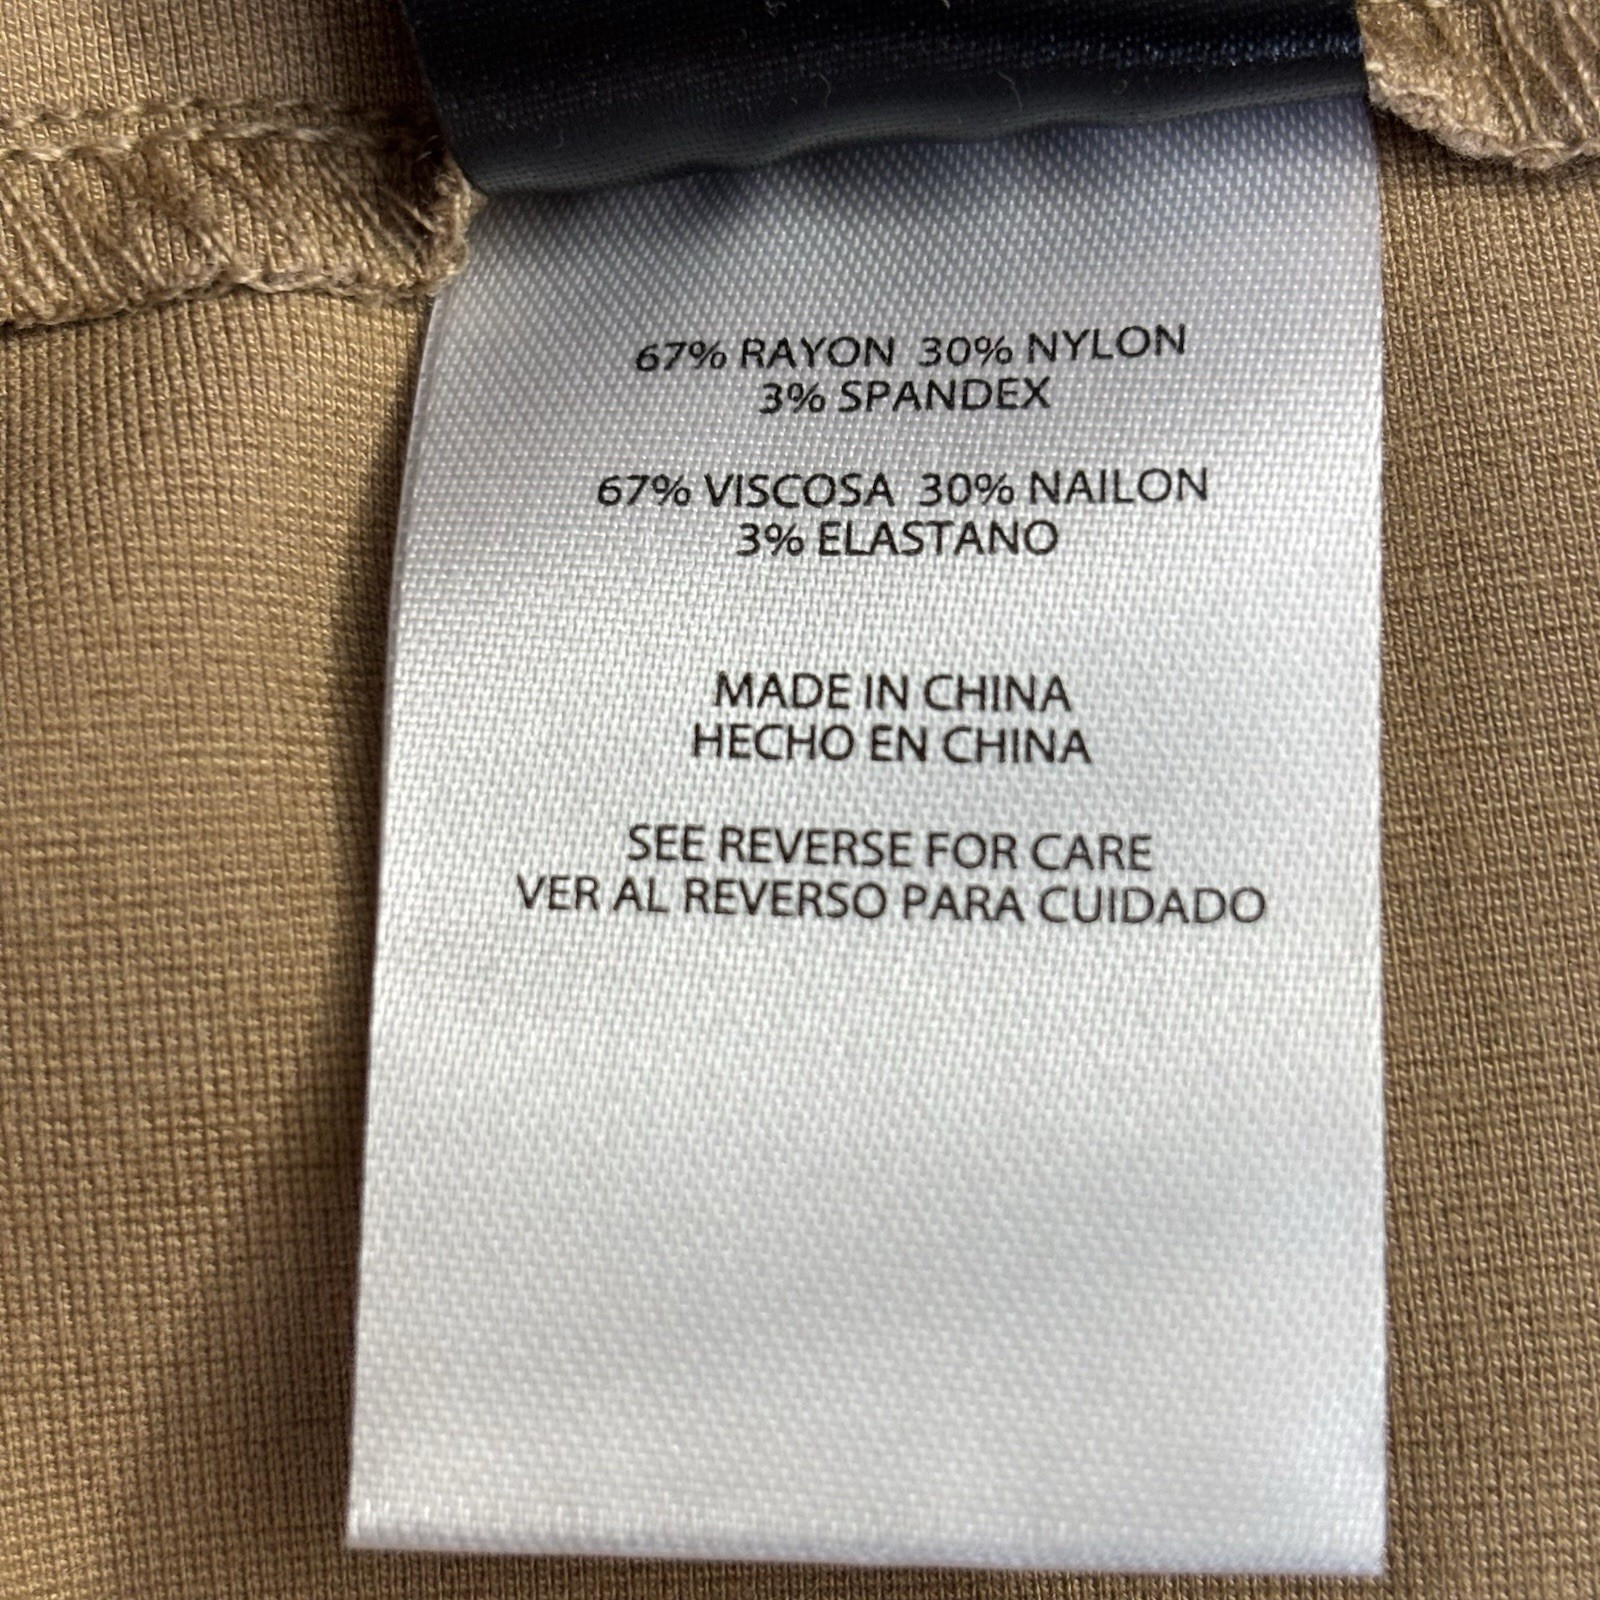 67% RAYON 30% NYLON
3% SPANDEX
67% VISCOSA 30% NAILON
3% ELASTANO
MADE IN CHINA
HECHO EN CHINA
SEE REVERSE FOR CARE
VER AL REVERSO PARA CUIDADO